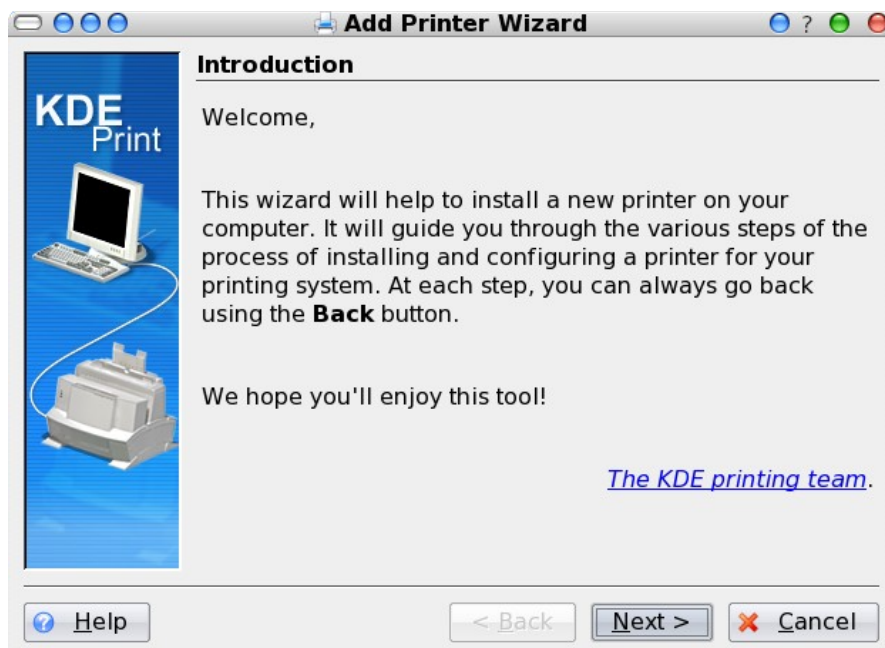 Add Printer Wizard
?
KDE
Print
Introduction
Welcome,
This wizard will help to install a new printer on your
computer. It will guide you through the various steps of the
process of installing and configuring a printer for your
printing system. At each step, you can always go back
using the Back button.
We hope you'll enjoy this tool!
The KDE printing team.
Help
< Back
Next >
Cancel